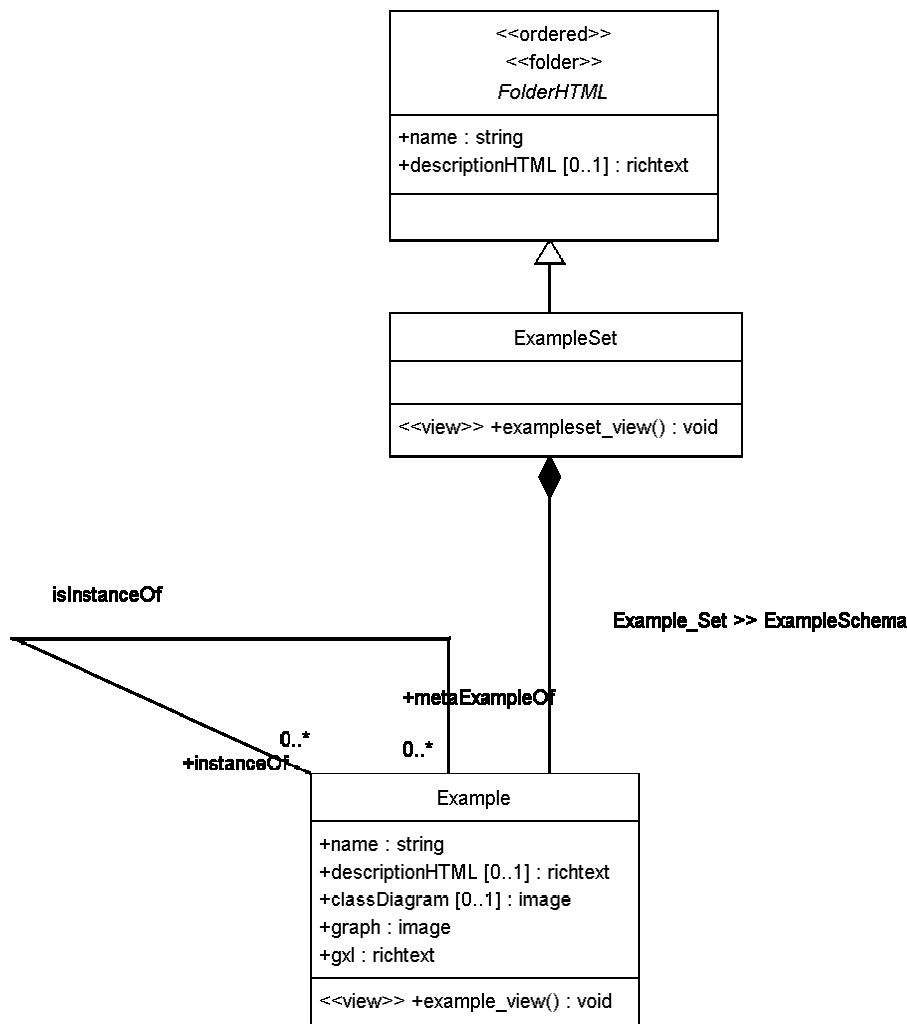 <<ordered>>
<<folder>>
FolderHTML
+name : string
+descriptionHTML [0..1] : richtext
ExampleSet
<<view>> +exampleset_view() : void
isInstanceOf
Example_Set >> ExampleSchema
+metaExampleOf
0..*
0..*
+instanceOf
Example
+name : string
+descriptionHTML [0..1] : richtext
+classDiagram [0..1] : image
+graph : image
+gxl : richtext
<<view>> +example_view() : void